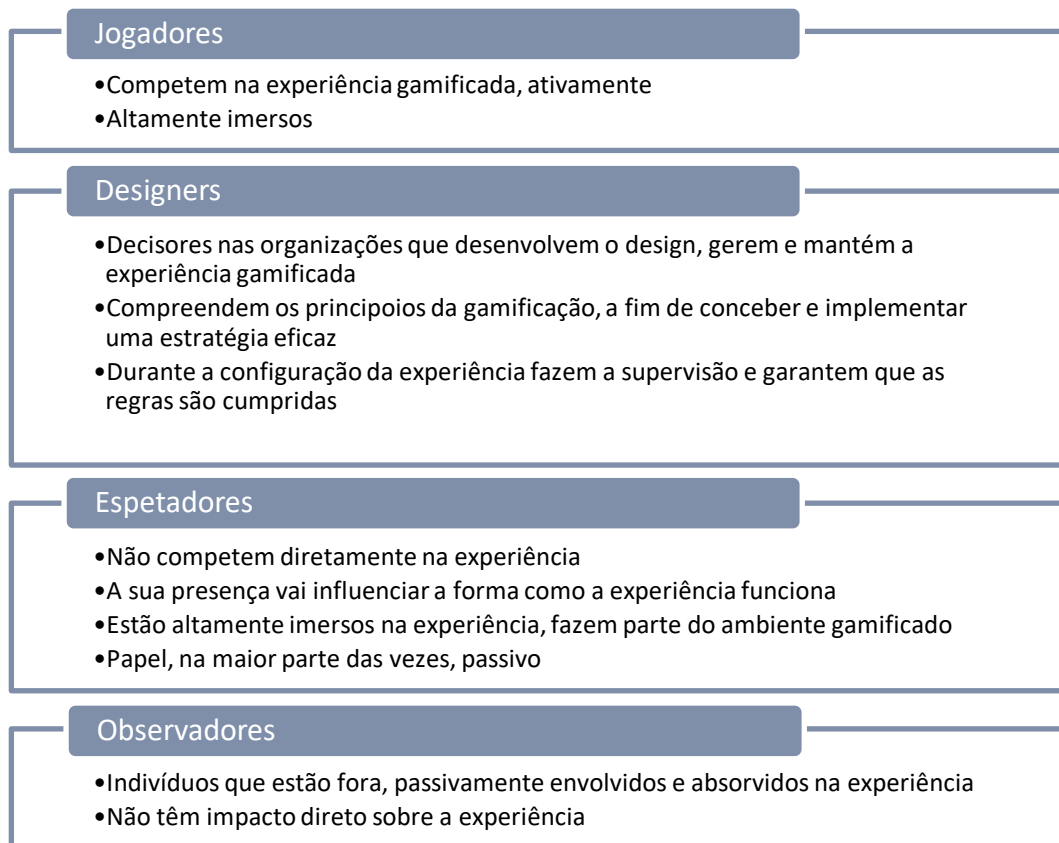 Jogadores
•Competem na experiência gamificada, ativamente
•Altamente imersos
Designers
•Decisores nas organizações que desenvolvem o design, gerem e mantém a
experiência gamificada
•Compreendem os principoios da gamificação, a fim de conceber e implementar
uma estratégia eficaz
•Durante a configuração da experiência fazem a supervisão e garantem que as
regras são cumpridas
Espetadores
•Não competem diretamente na experiência
•A sua presença vai influenciar a forma como a experiência funciona
•Estão altamente imersos na experiência, fazem parte do ambiente gamificado
•Papel, na maior parte das vezes, passivo
Observadores
•Indivíduos que estão fora, passivamente envolvidos e absorvidos na experiência
•Não têm impacto direto sobre a experiência